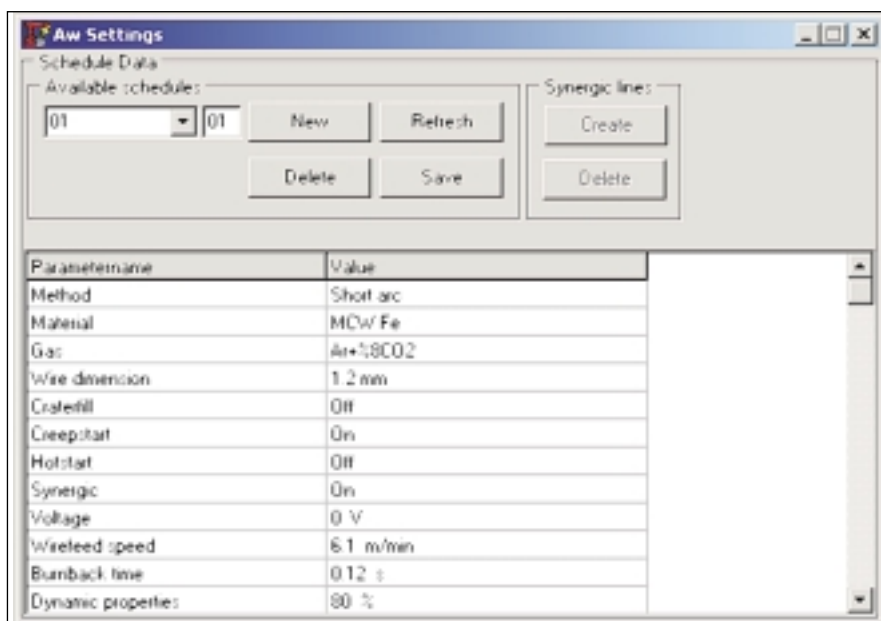 Aw Settings
Schedule Data
Available schedules
Synergic lines
01 01 New Refresh Create
Delete Save Delete
Parametername Value
Method Short arc
Material MCW Fe
Gas Ar+%8CO2
Wire dimension 1.2 mm
Craterfill Off
Creepstart On
Hotstart Off
Synergic On
Voltage 0 V
Wirefeed speed 6.1 m/min
Burnback time 0.12 s
Dynamic properties 80 %